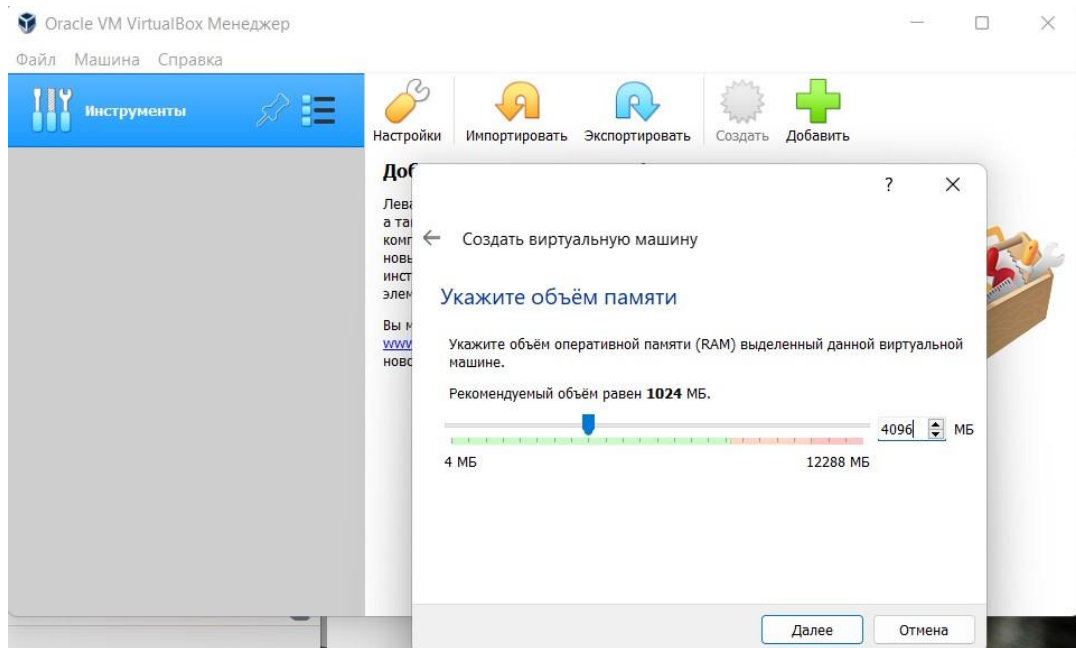 Oracle VM VirtualBox Менеджер
Файл Машина Справка
Инструменты
Настройки Импортировать Экспортировать Создать Добавить
?
Создать виртуальную машину
Укажите объём памяти
Укажите объём оперативной памяти (RAM) выделенный данной виртуальной
машине.
Рекомендуемый объём равен 1024 МБ.
4096 МБ
4 МБ 12288 МБ
Далее Отмена
Вы
www